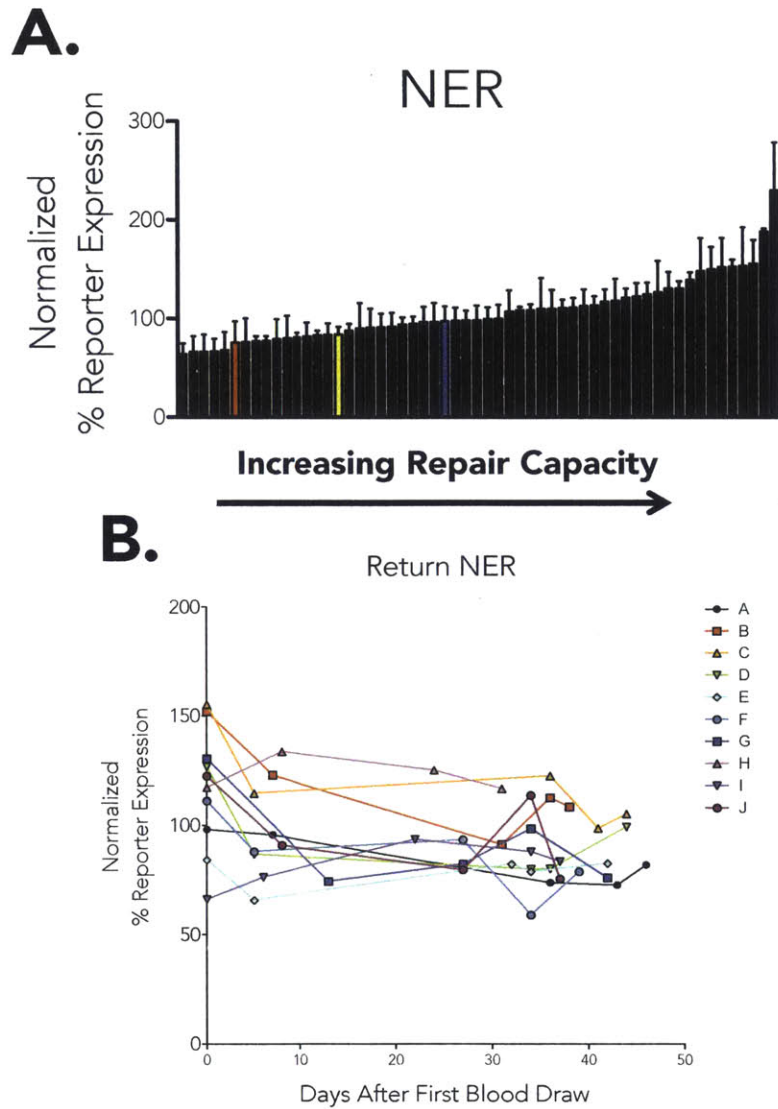 A.
NER
Normalized
% Reporter Expression
300
200
100
0
Increasing Repair Capacity
B.
Return NER
Normalized
% Reporter Expression
200
150
100
50
0
0 10 20 30 40 50
Days After First Blood Draw
A
B
C
D
E
F
G
H
I
J